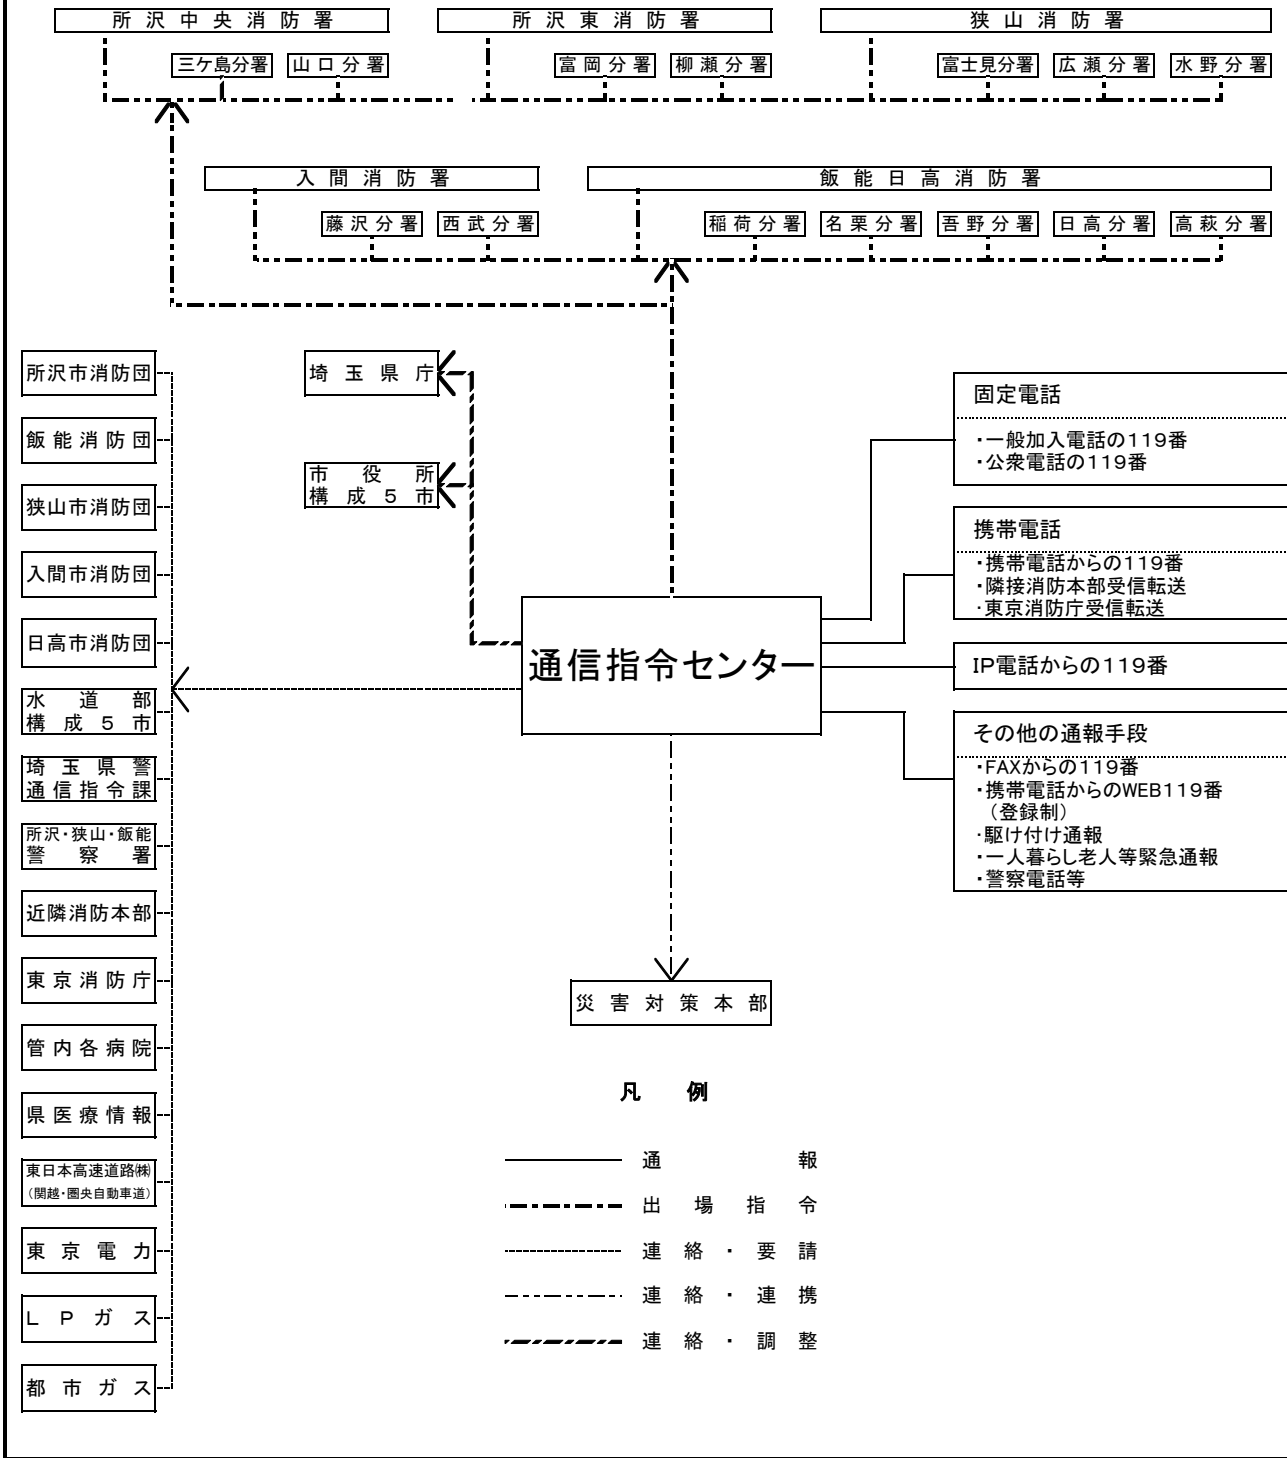 所沢中央消防署
所沢東消防署
狭山消防署
三ケ島分署
山口分署
富岡分署
柳瀬分署
富士見分署
広瀬分署
水野分署
入間消防署
飯能日高消防署
藤沢分署
西武分署
稲荷分署
名栗分署
吾野分署
日高分署
高萩分署
所沢市消防団
飯能消防団
狭山市消防団
入間市消防団
日高市消防団
水道部
構成5市
埼玉県警
通信指令課
所沢・狭山・飯能
警察署
近隣消防本部
東京消防庁
管内各病院
県医療情報
東日本高速道路㈱
(関越・圏央自動車道)
東京電力
LPガス
都市ガス
埼玉県庁
市役所
構成5市
通信指令センター
固定電話
・一般加入電話の119番
・公衆電話の119番
携帯電話
・携帯電話からの119番
・隣接消防本部受信転送
・東京消防庁受信転送
IP電話からの119番
その他の通報手段
・FAXからの119番
・携帯電話からのWEB119番
(登録制)
・駆け付け通報
・一人暮らし老人等緊急通報
・警察電話等
災害対策本部
凡例
通報
出場指令
連絡・要請
連絡・連携
連絡・調整